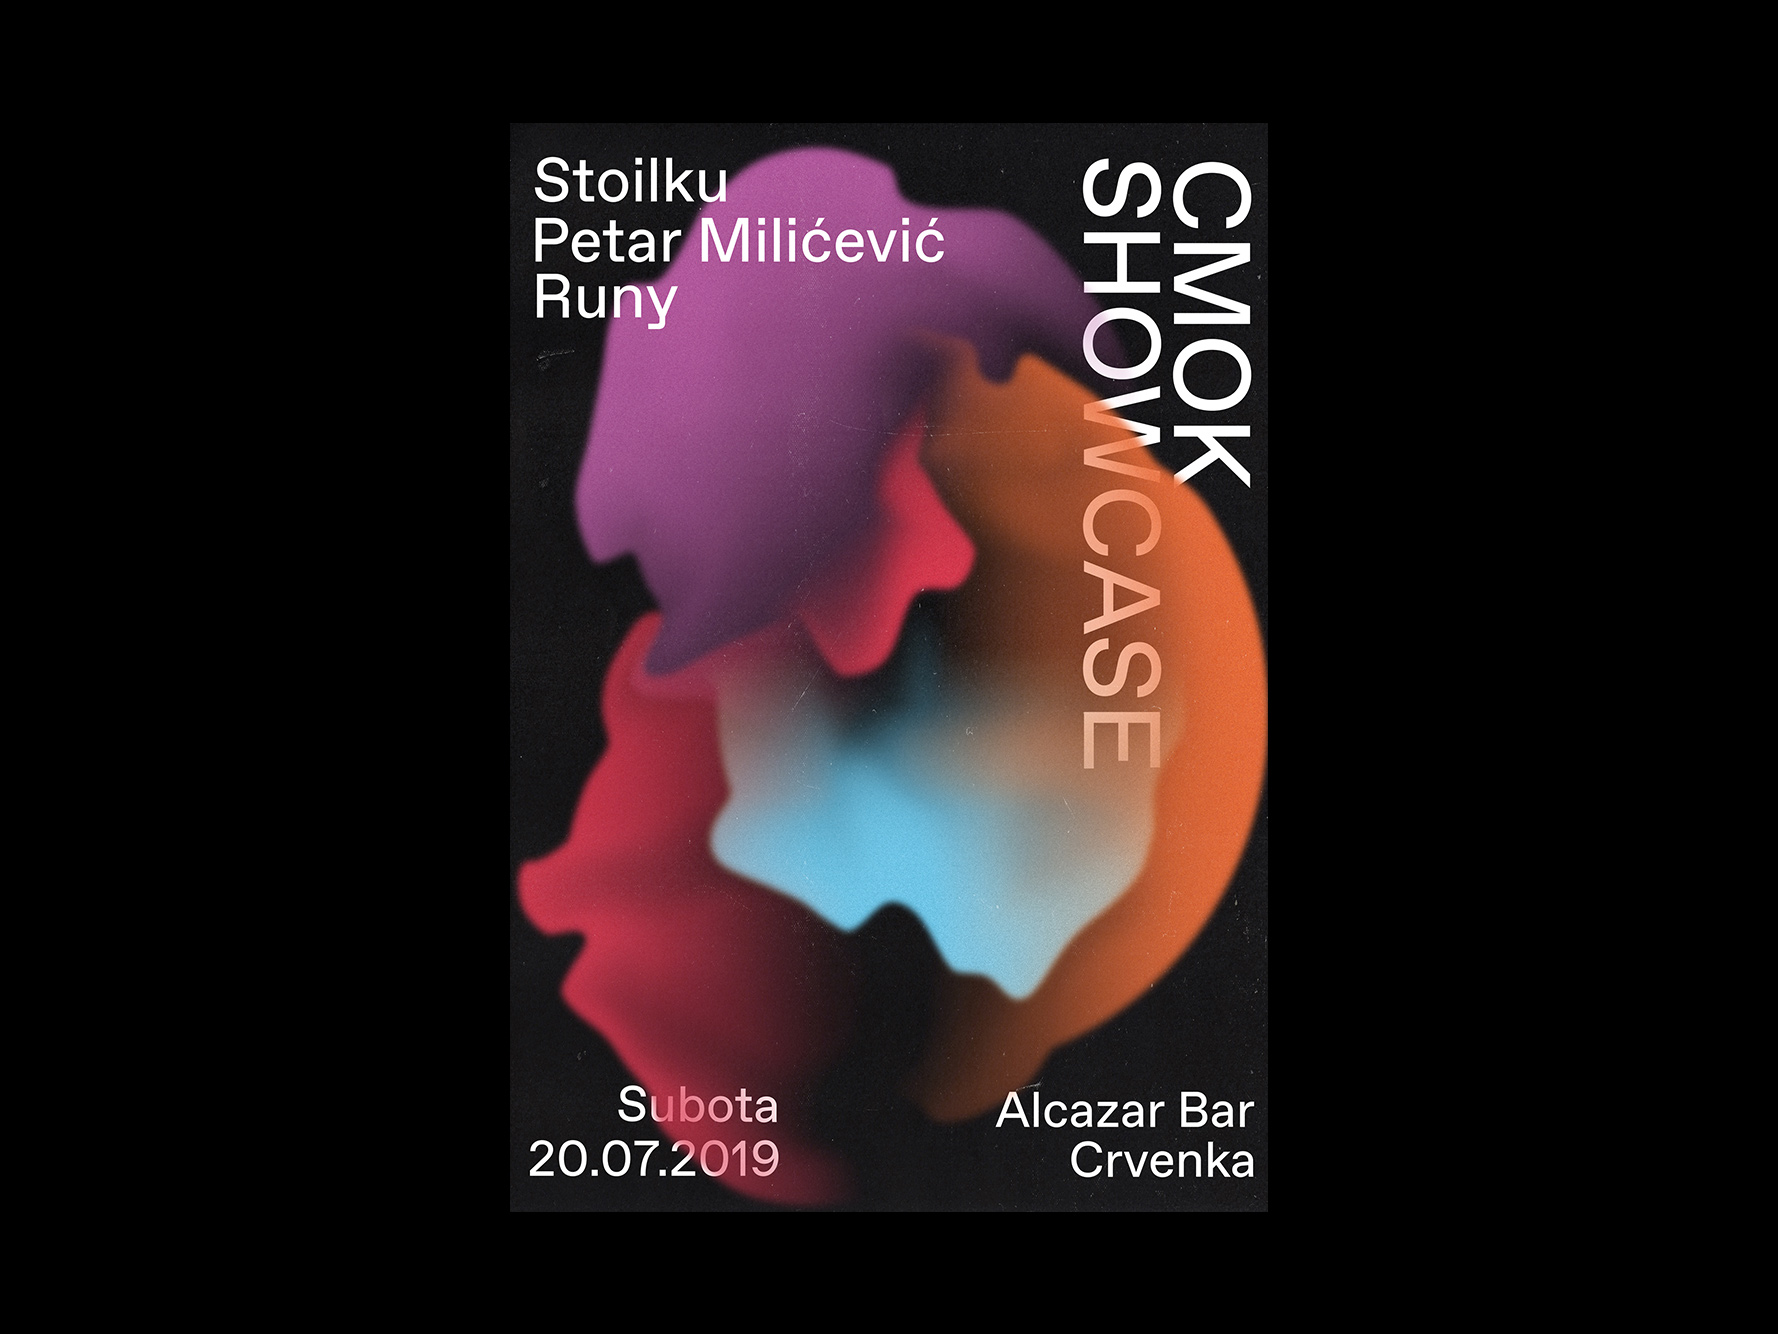 Stoilku
Petar Milićević
Runy
CMOK
SHOWCASE
Subota
20.07.2019
Alcazar Bar
Crvenka